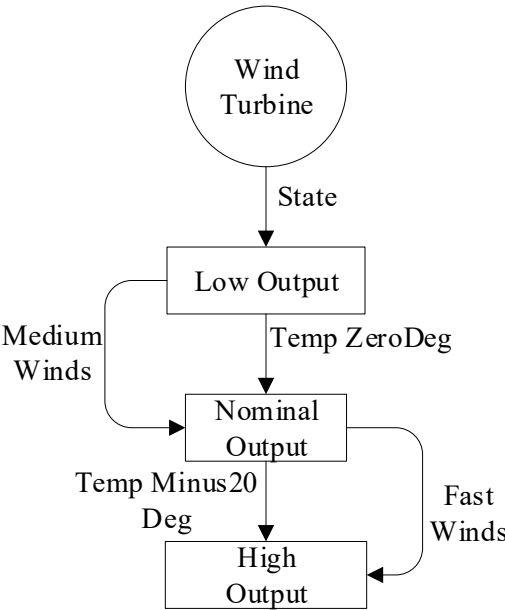 Wind
Turbine
State
Low Output
Medium
Winds
Temp ZeroDeg
Nominal
Output
Temp Minus20
Deg
Fast
Winds
High
Output